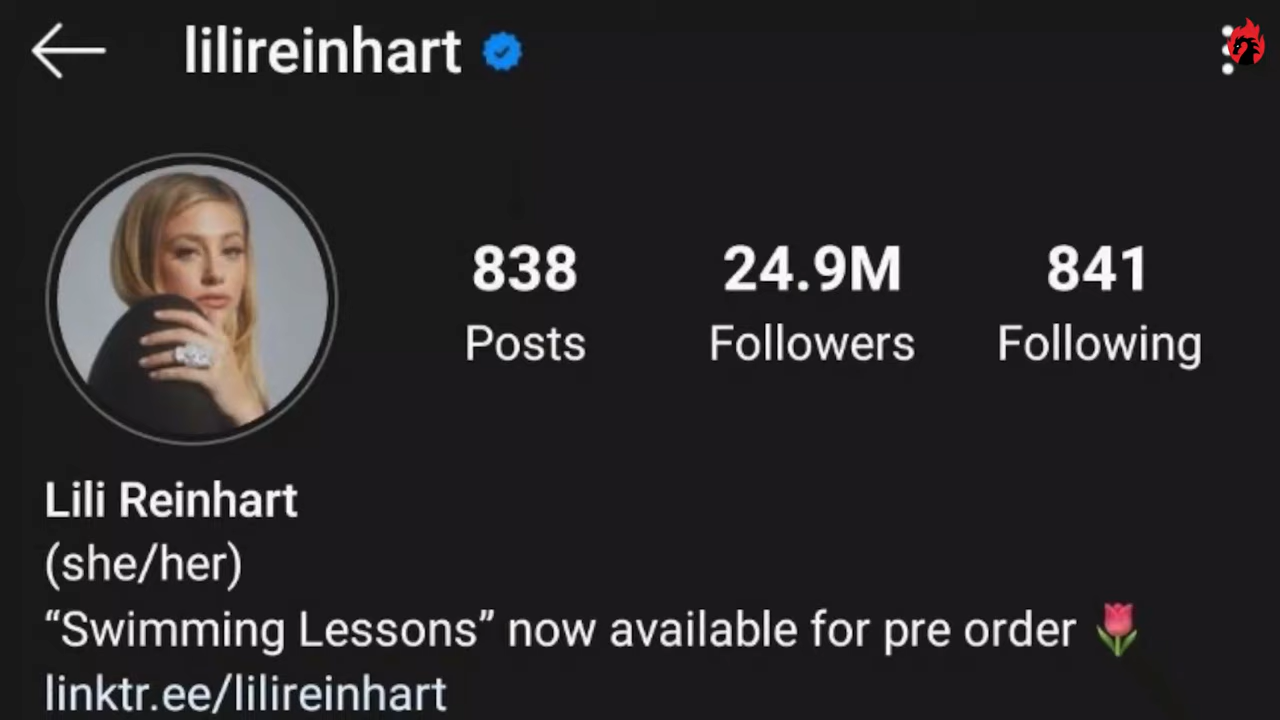 lilireinhart
838 24.9M 841
Posts Followers Following
Lili Reinhart
(she/her)
“Swimming Lessons” now available for pre order 🌷
linktr.ee/lilireinhart